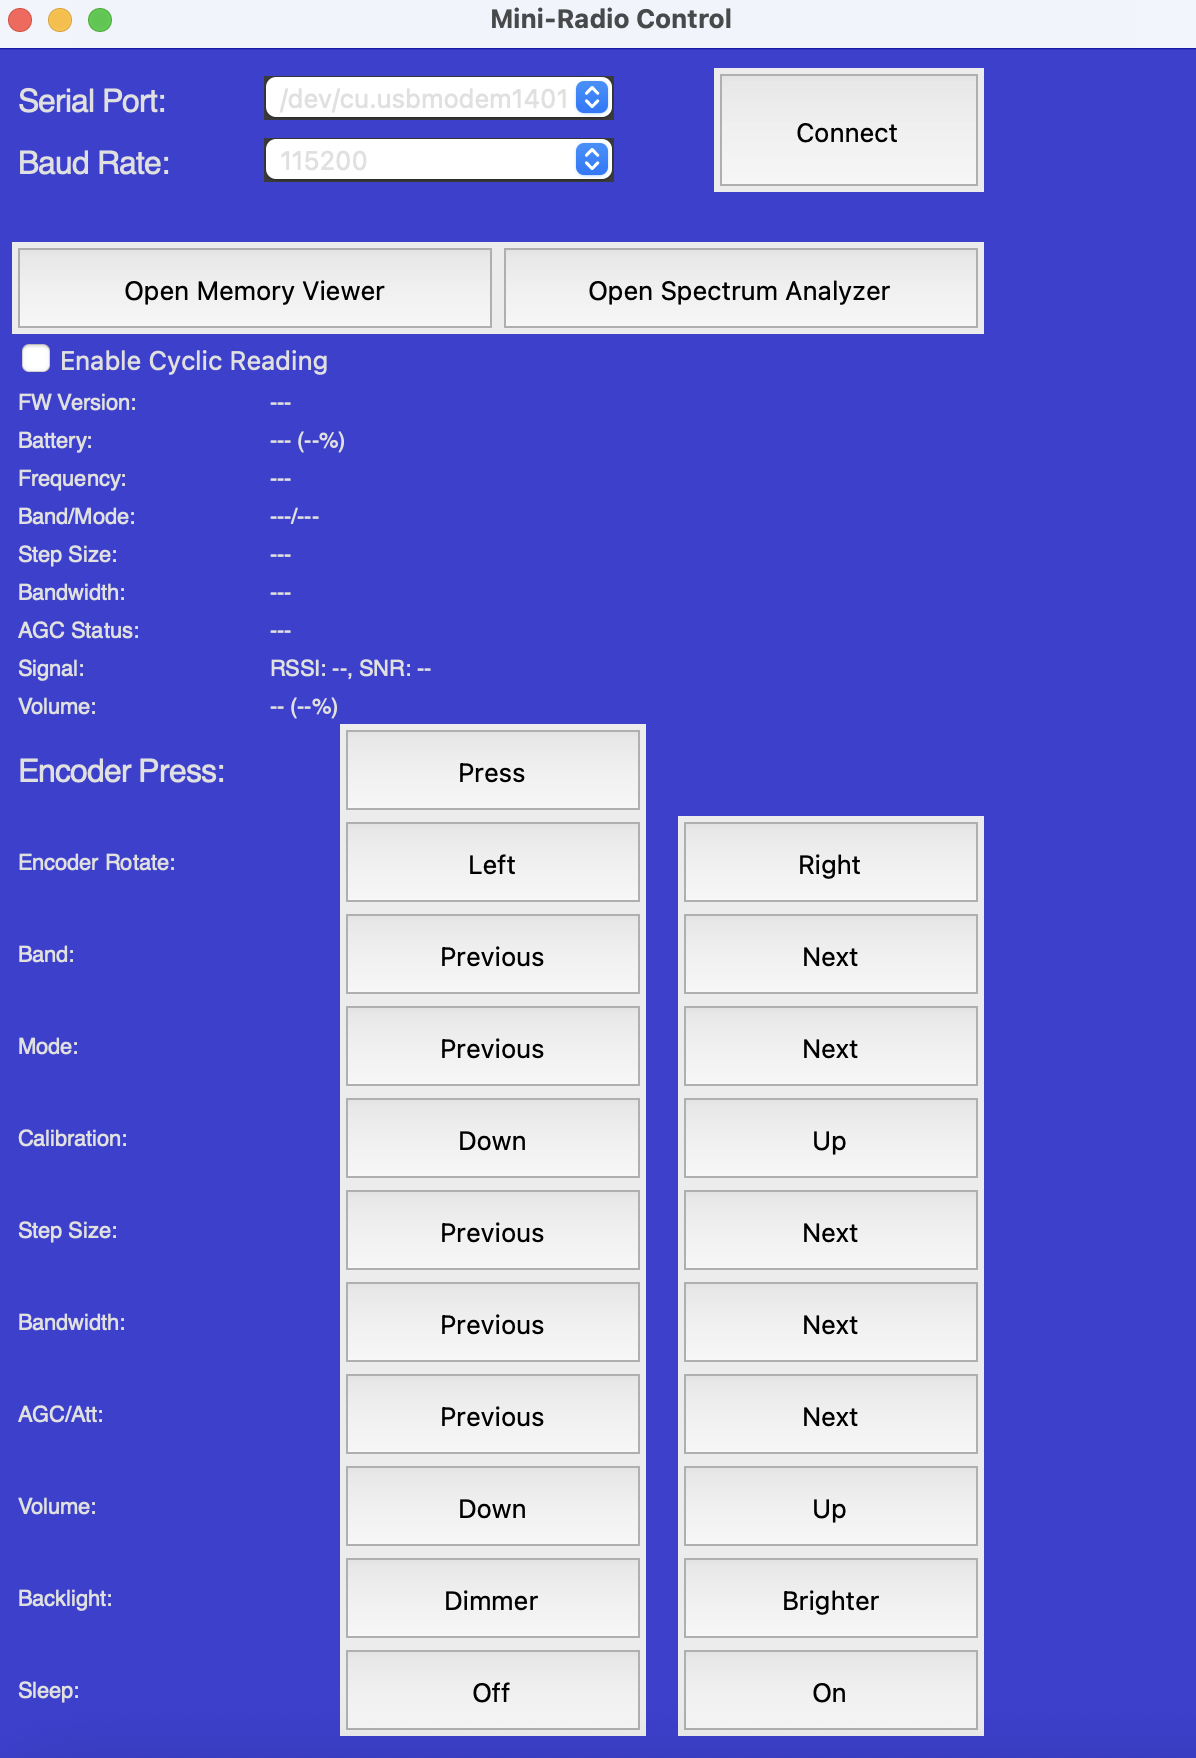 Mini-Radio Control
Serial Port: /dev/cu.usbmodem1401
Connect
Baud Rate: 115200
Open Memory Viewer Open Spectrum Analyzer
Enable Cyclic Reading
FW Version: ---
Battery: --- (--%)
Frequency: ---
Band/Mode: ---/---
Step Size: ---
Bandwidth: ---
AGC Status: ---
Signal: RSSI: --, SNR: --
Volume: -- (--%)
Encoder Press: Press
Encoder Rotate: Left Right
Band: Previous Next
Mode: Previous Next
Calibration: Down Up
Step Size: Previous Next
Bandwidth: Previous Next
AGC/Att: Previous Next
Volume: Down Up
Backlight: Dimmer Brighter
Sleep: Off On